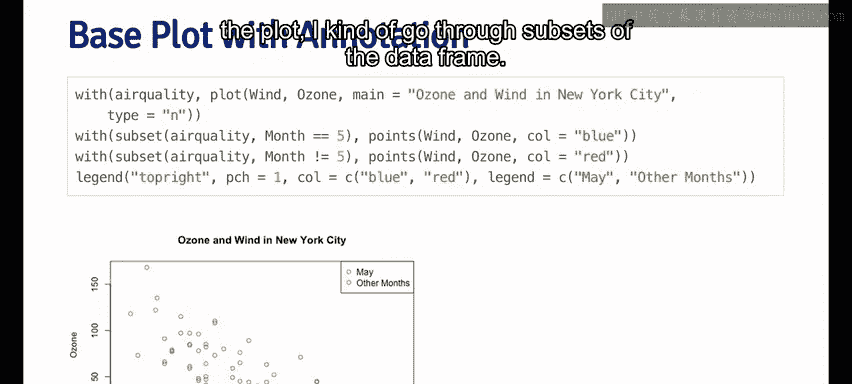 the plot, I kind of go through subsets of
the data frame.
Base Plot with Annotation
with(airquality, plot(Wind, Ozone, main = "Ozone and Wind in New York City",
type = "n"))
with(subset(airquality, Month == 5), points(Wind, Ozone, col = "blue"))
with(subset(airquality, Month != 5), points(Wind, Ozone, col = "red"))
legend("topright", pch = 1, col = c("blue", "red"), legend = c("May", "Other Months"))
Ozone and Wind in New York City
May
Other Months
150
100
50
Ozone